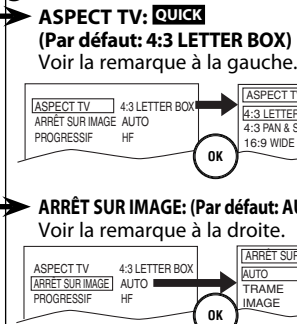 ASPECT TV: QUICK
(Par défaut: 4:3 LETTER BOX)
Voir la remarque à la gauche.
ASPECT TV 4:3 LETTER BOX
ARRÊT SUR IMAGE AUTO
PROGRESSIF HF
ASPECT
4:3 LETTER
4:3 PAN &
16:9 WIDE
OK
ARRÊT SUR IMAGE: (Par défaut:
Voir la remarque à la droite.
ASPECT TV 4:3 LETTER BOX
ARRÊT SUR IMAGE AUTO
PROGRESSIF HF
ARRÊT SUR
AUTO
TRAME
IMAGE
OK